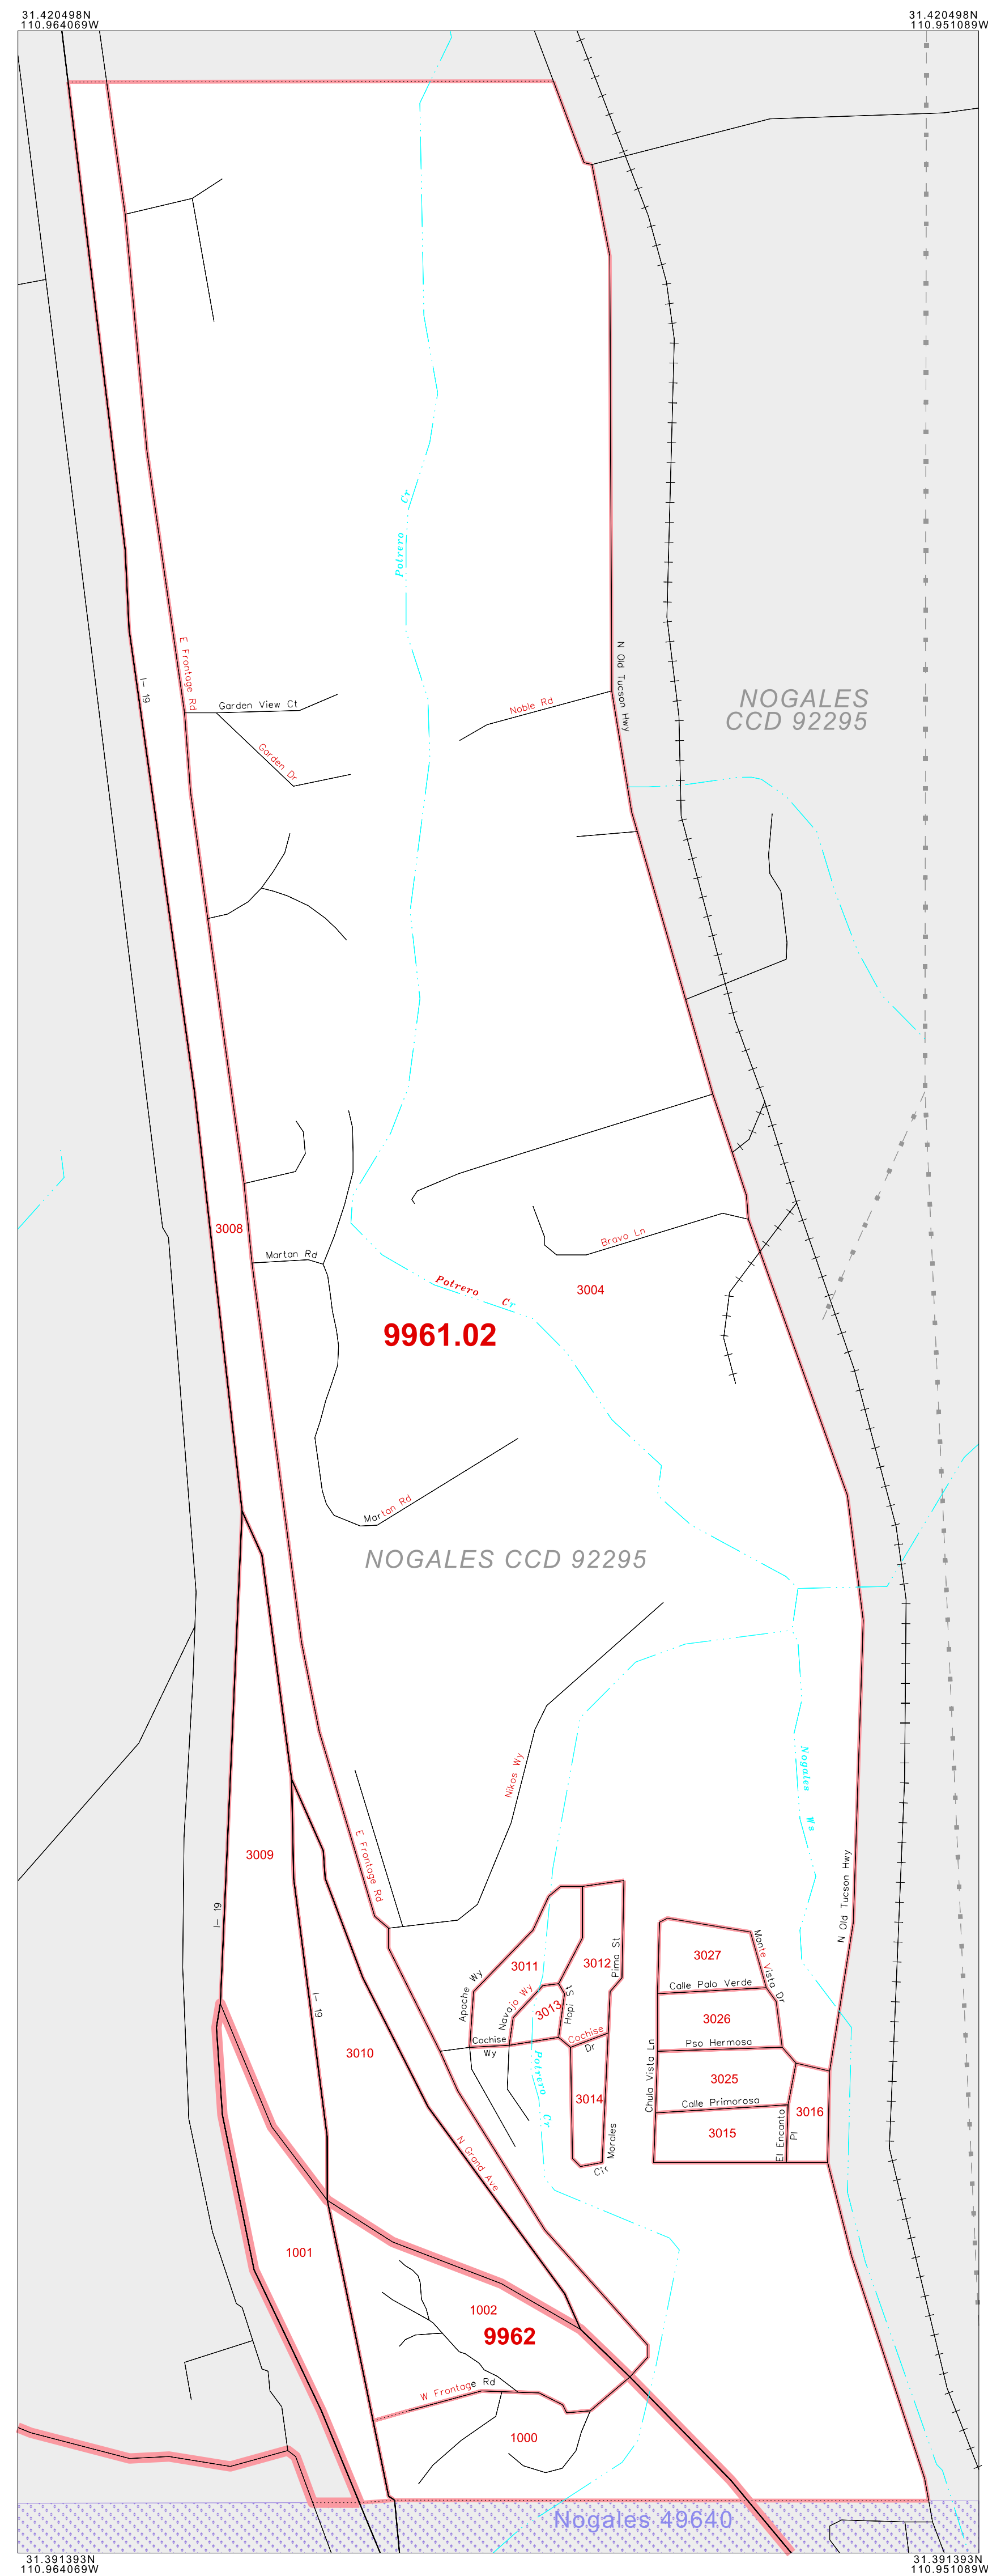 31.420498N
110.964069W
31.420498N
110.951089W
Potrero Cr
E Frontage Rd
I- 19
Garden View Ct
Garden Dr
Noble Rd
N Old Tucson Hwy
NOGALES
CCD 92295
3008
Martan Rd
Bravo Ln
Potrero Cr
3004
9961.02
Martan Rd
NOGALES CCD 92295
Nikos Wy
Nogales Ws
E Frontage Rd
3009
N Old Tucson Hwy
I- 19
I- 19
3010
Apache Wy
3011
3012
Pima St
Navajo Wy
3013
Hopi St
Cochise
Wy
Cochise
Dr
Potrero Cr
3014
Morales
Cir
3027
Monte Vista Dr
Calle Palo Verde
3026
Pso Hermosa
Chula Vista Ln
3025
Calle Primorosa
3016
3015
El Encanto
Pl
N Grand Ave
1001
1002
9962
W Frontage Rd
1000
Nogales 49640
31.391393N
110.964069W
31.391393N
110.951089W